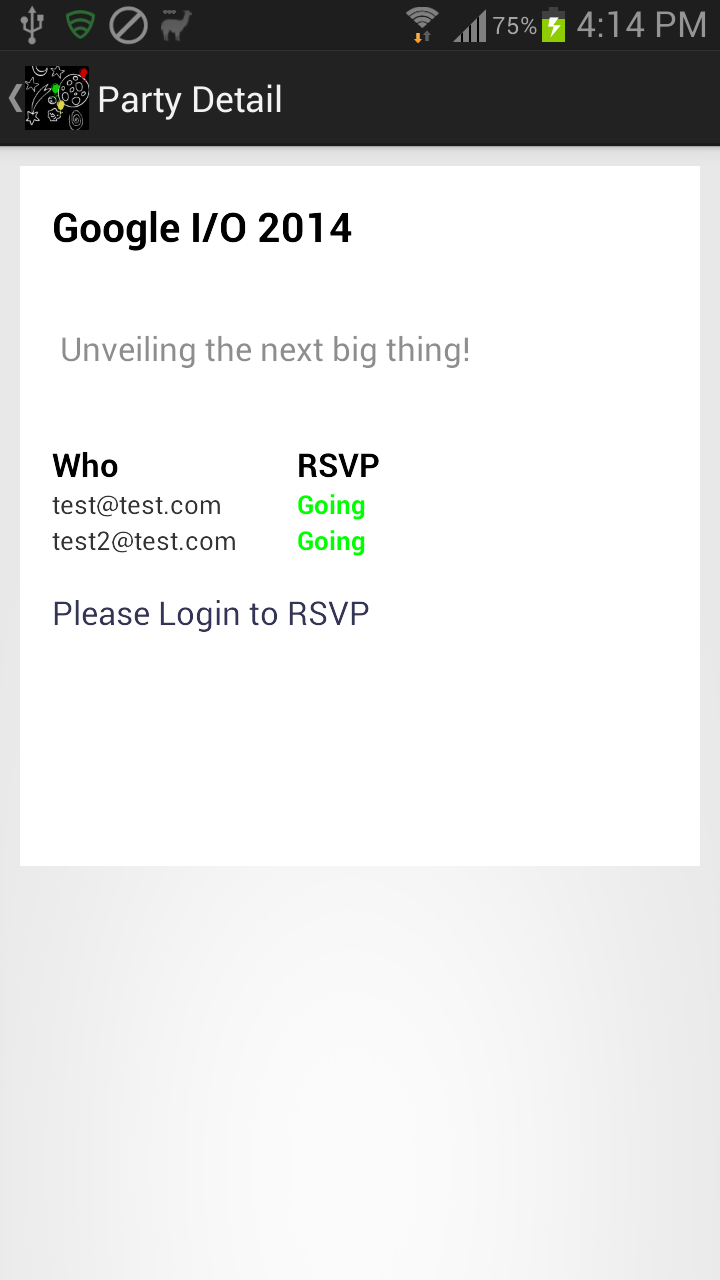 75% 4:14 PM
Party Detail
Google I/O 2014
Unveiling the next big thing!
Who RSVP
test@test.com Going
test2@test.com Going
Please Login to RSVP